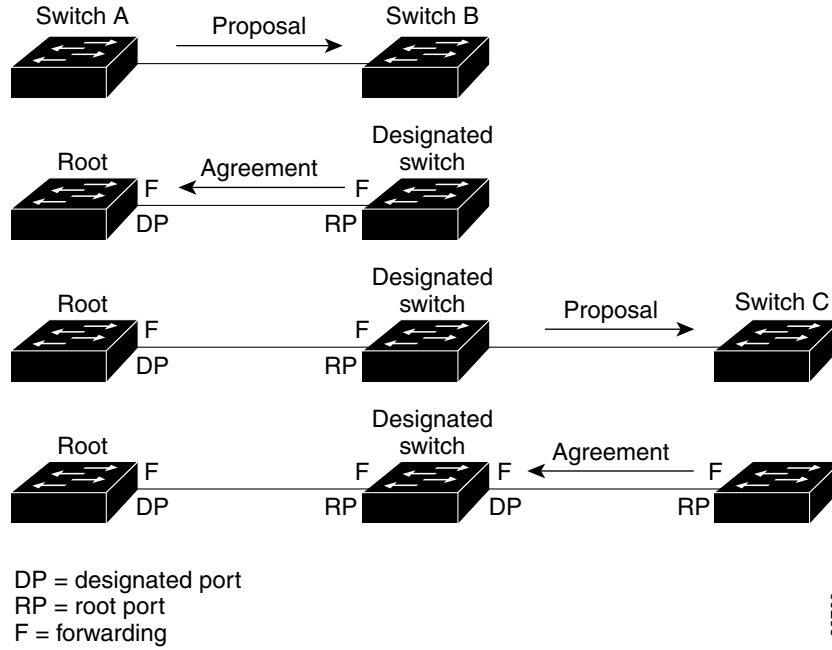 Switch A
Proposal
Switch B
Root
F
DP
Agreement
Designated
switch
F
RP
Root
F
DP
Designated
switch
F
RP
Proposal
Switch C
Root
F
DP
Designated
switch
F
RP
F
DP
Agreement
F
RP
DP = designated port
RP = root port
F = forwarding